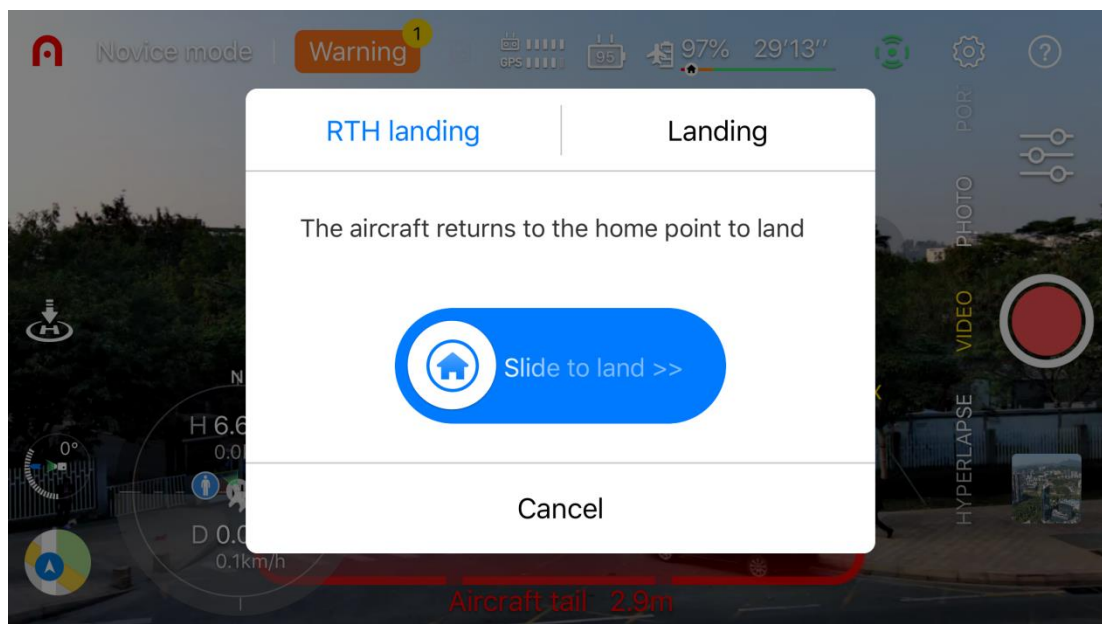 Novice mode
Warning
1
GPS
95
97%
29'13''
RTH landing
Landing
The aircraft returns to the home point to land
Slide to land >>
Cancel
N
H 6.6
0.0
0°
D 0.0
0.1km/h
POR
PHOTO
VIDEO
HYPERLAPSE
Aircraft tail 2.9m